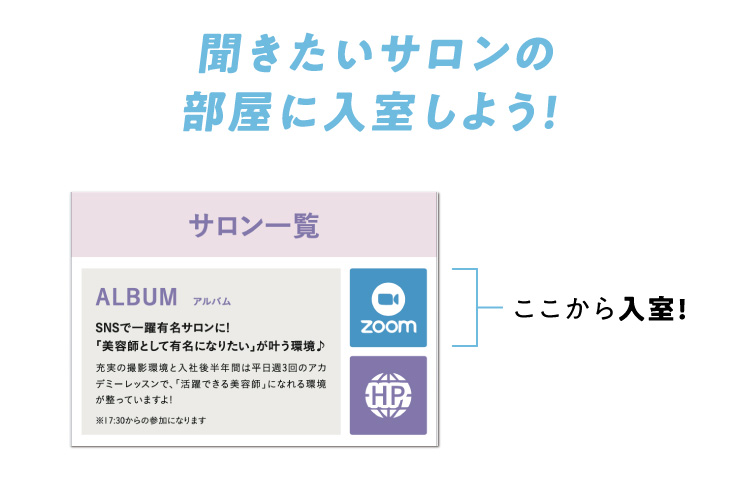 聞きたいサロンの
部屋に入室しよう!
サロン一覧
ALBUM アルバム
SNSで一躍有名サロンに!
「美容師として有名になりたい」が叶う環境♪
充実の撮影環境と入社後半年間は平日週3回のアカ
デミーレッスンで、「活躍できる美容師」になれる環境
が整っていますよ!
※17:30からの参加になります
zoom
HP
ここから入室!